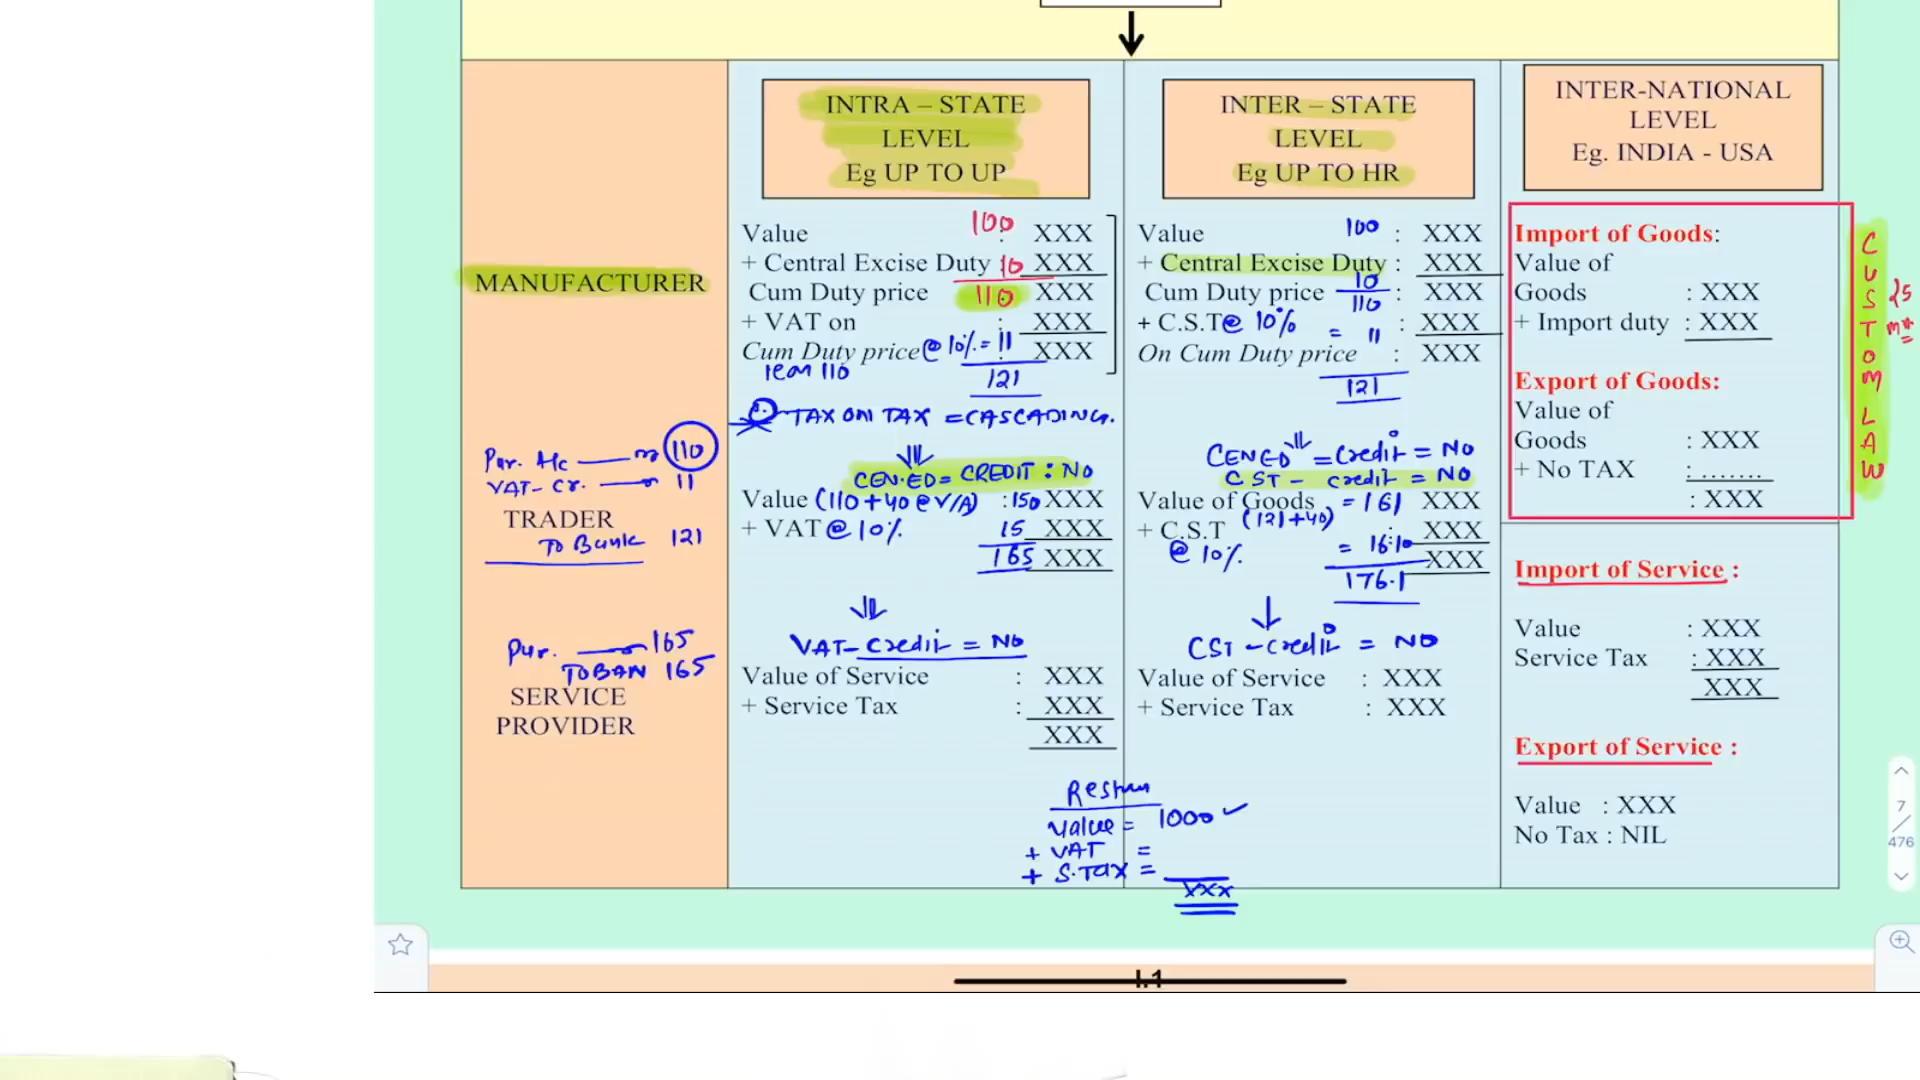 INTRA – STATE
LEVEL
Eg UP TO UP
INTER – STATE
LEVEL
Eg UP TO HR
INTER-NATIONAL
LEVEL
Eg. INDIA - USA
MANUFACTURER
Value 100 : XXX
+ Central Excise Duty 10 XXX
Cum Duty price 110 XXX
+ VAT on : XXX
Cum Duty price @ 10% = 11 : XXX
110
121
TAX ON TAX = CASCADING.
CEN.ED = CREDIT : NO
Value 100 : XXX
+ Central Excise Duty : XXX
10
Cum Duty price : XXX
110
+ C.S.T @ 10% = 11 : XXX
On Cum Duty price : XXX
121
CEN ED = Credit = NO
CST - credit = NO
Import of Goods:
Value of
Goods : XXX
+ Import duty : XXX
Export of Goods:
Value of
Goods : XXX
+ No TAX : .......
: XXX
CUSTOM LAW
25
Pur. A/c 110
VAT-Cr. 11
TRADER
To Bank 121
Value (110 + 40 @ V/A) : 150 XXX
+ VAT @ 10% 15 XXX
165 XXX
VAT-Credit = NO
Value of Goods = 161 XXX
(121+40)
+ C.S.T : XXX
@ 10% = 16.10 XXX
176.1
CST - credit = NO
Pur. 165
TO BAN 165
SERVICE
PROVIDER
Value of Service : XXX
+ Service Tax : XXX
XXX
Value of Service : XXX
+ Service Tax : XXX
Import of Service :
Value : XXX
Service Tax : XXX
XXX
Export of Service :
Value : XXX
No Tax : NIL
Value = 1000
+ VAT =
+ S.Tax =
XXX
7
/
476
I.1